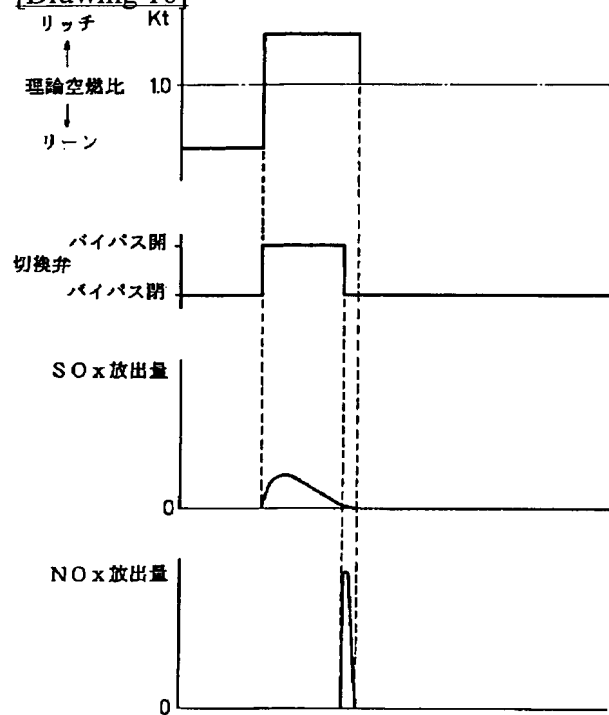 [Drawing 10]
リッチ Kt
理論空燃比 1.0
リーン
バイパス開
切換弁
バイパス閉
SOx放出量
0
NOx放出量
0